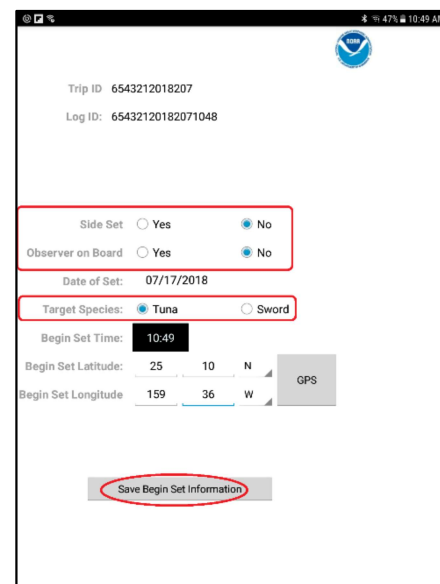 47% 10:49 AM
NOAA
Trip ID 6543212018207
Log ID: 65432120182071048
Side Set Yes No
Observer on Board Yes No
Date of Set: 07/17/2018
Target Species: Tuna Sword
Begin Set Time: 10:49
Begin Set Latitude: 25 10 N
GPS
Begin Set Longitude 159 36 W
Save Begin Set Information